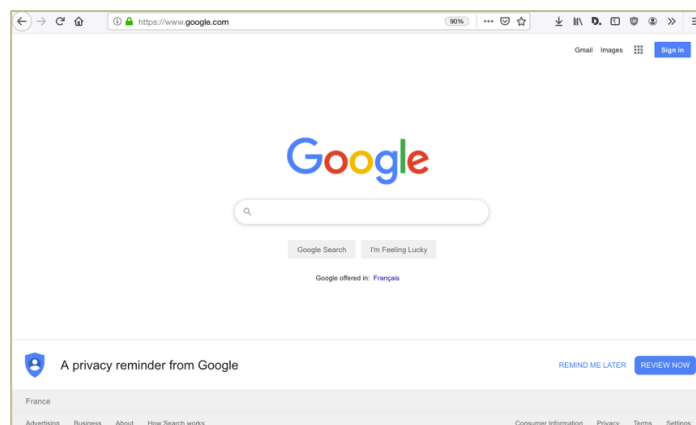 https://www.google.com 90%
Gmail Images Sign in
Google
Google Search I'm Feeling Lucky
Google offered in: Français
A privacy reminder from Google REMIND ME LATER REVIEW NOW
France
Advertising Business About How Search works Consumer Information Privacy Terms Settings